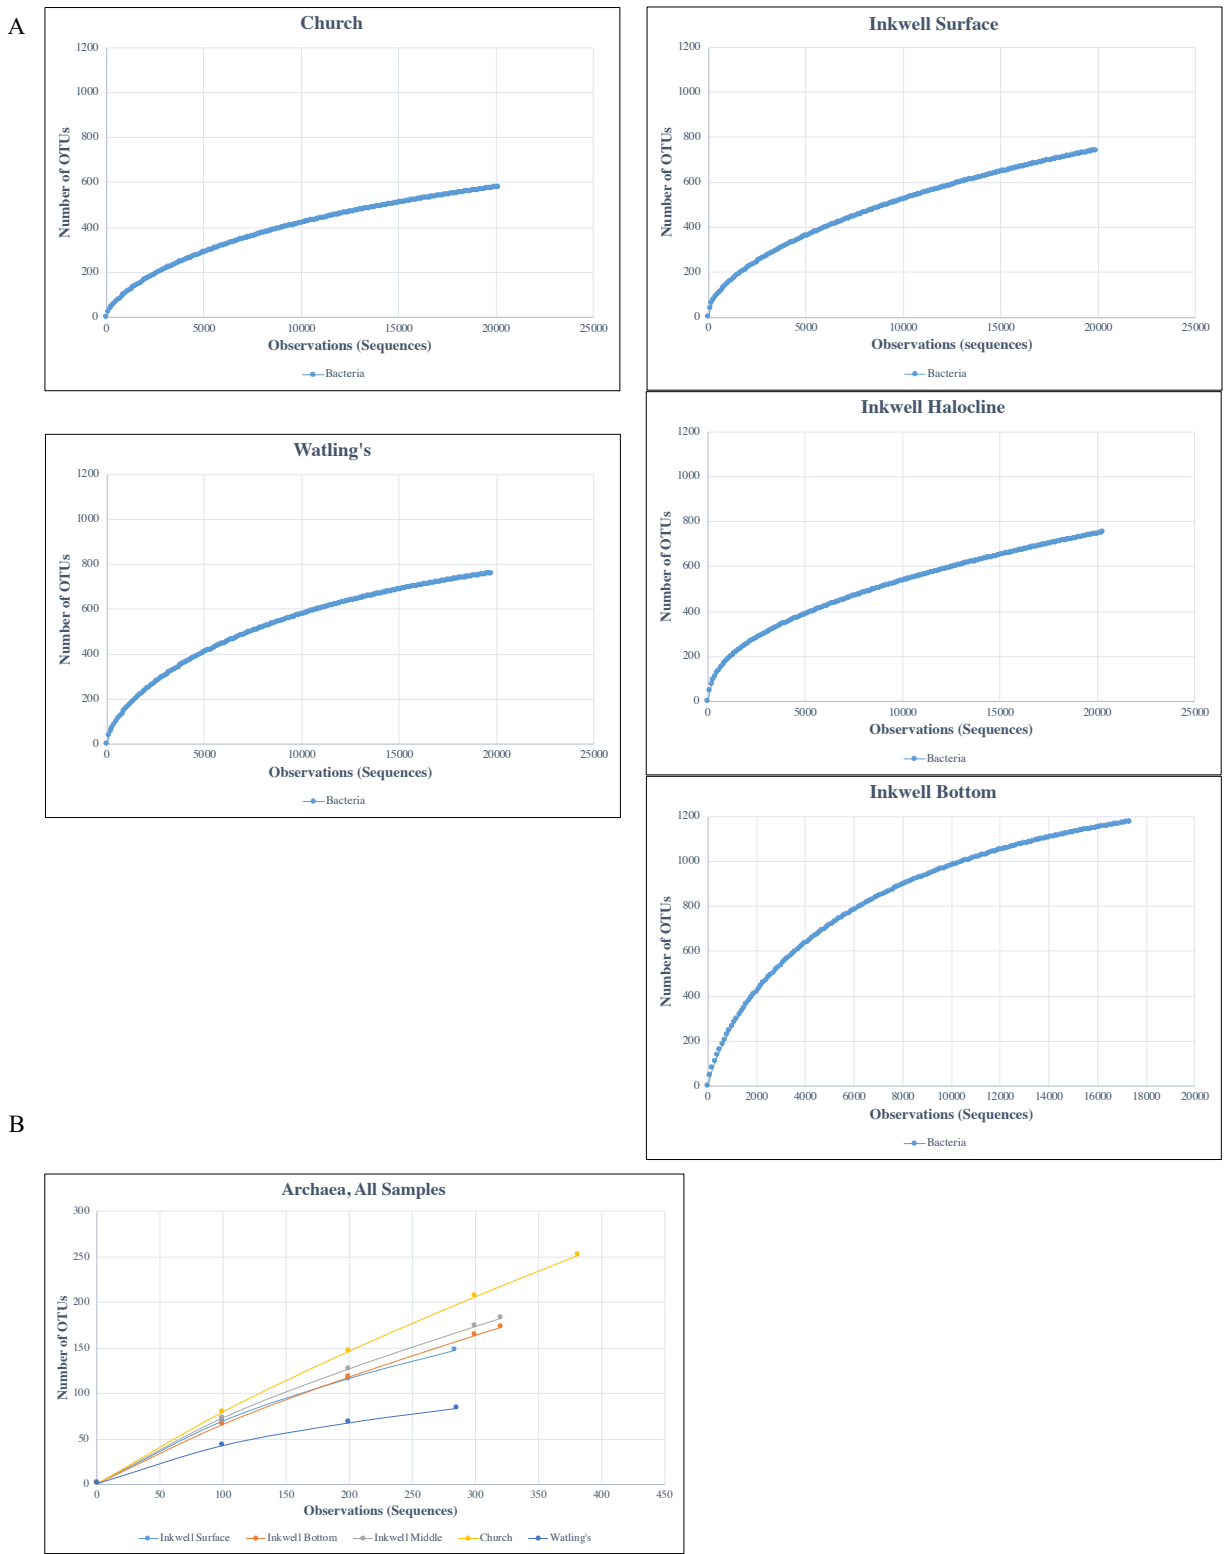 A
Church
1200
1000
800
600
400
200
0
Number of OTUs
0 5000 10000 15000 20000 25000
Observations (Sequences)
Bacteria
Inkwell Surface
1200
1000
800
600
400
200
0
Number of OTUs
0 5000 10000 15000 20000 25000
Observations (sequences)
Bacteria
Watling's
1200
1000
800
600
400
200
0
Number of OTUs
0 5000 10000 15000 20000 25000
Observations (Sequences)
Bacteria
Inkwell Halocline
1200
1000
800
600
400
200
0
Number of OTUs
0 5000 10000 15000 20000 25000
Observations (Sequences)
Bacteria
Inkwell Bottom
1200
1000
800
600
400
200
0
Number of OTUs
0 2000 4000 6000 8000 10000 12000 14000 16000 18000 20000
Observations (Sequences)
Bacteria
B
Archaea, All Samples
300
250
200
150
100
50
0
Number of OTUs
0 50 100 150 200 250 300 350 400 450
Observations (Sequences)
Inkwell Surface Inkwell Bottom Inkwell Middle Church Watling's